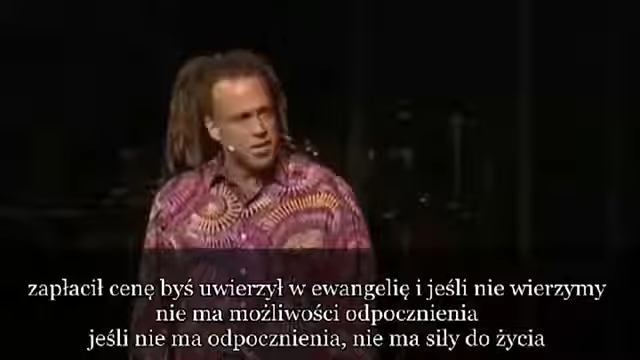 zapłacił cenę byś uwierzył w ewangelię i jeśli nie wierzymy
nie ma możliwości odpocznienia
jeśli nie ma odpocznienia, nie ma siły do życia